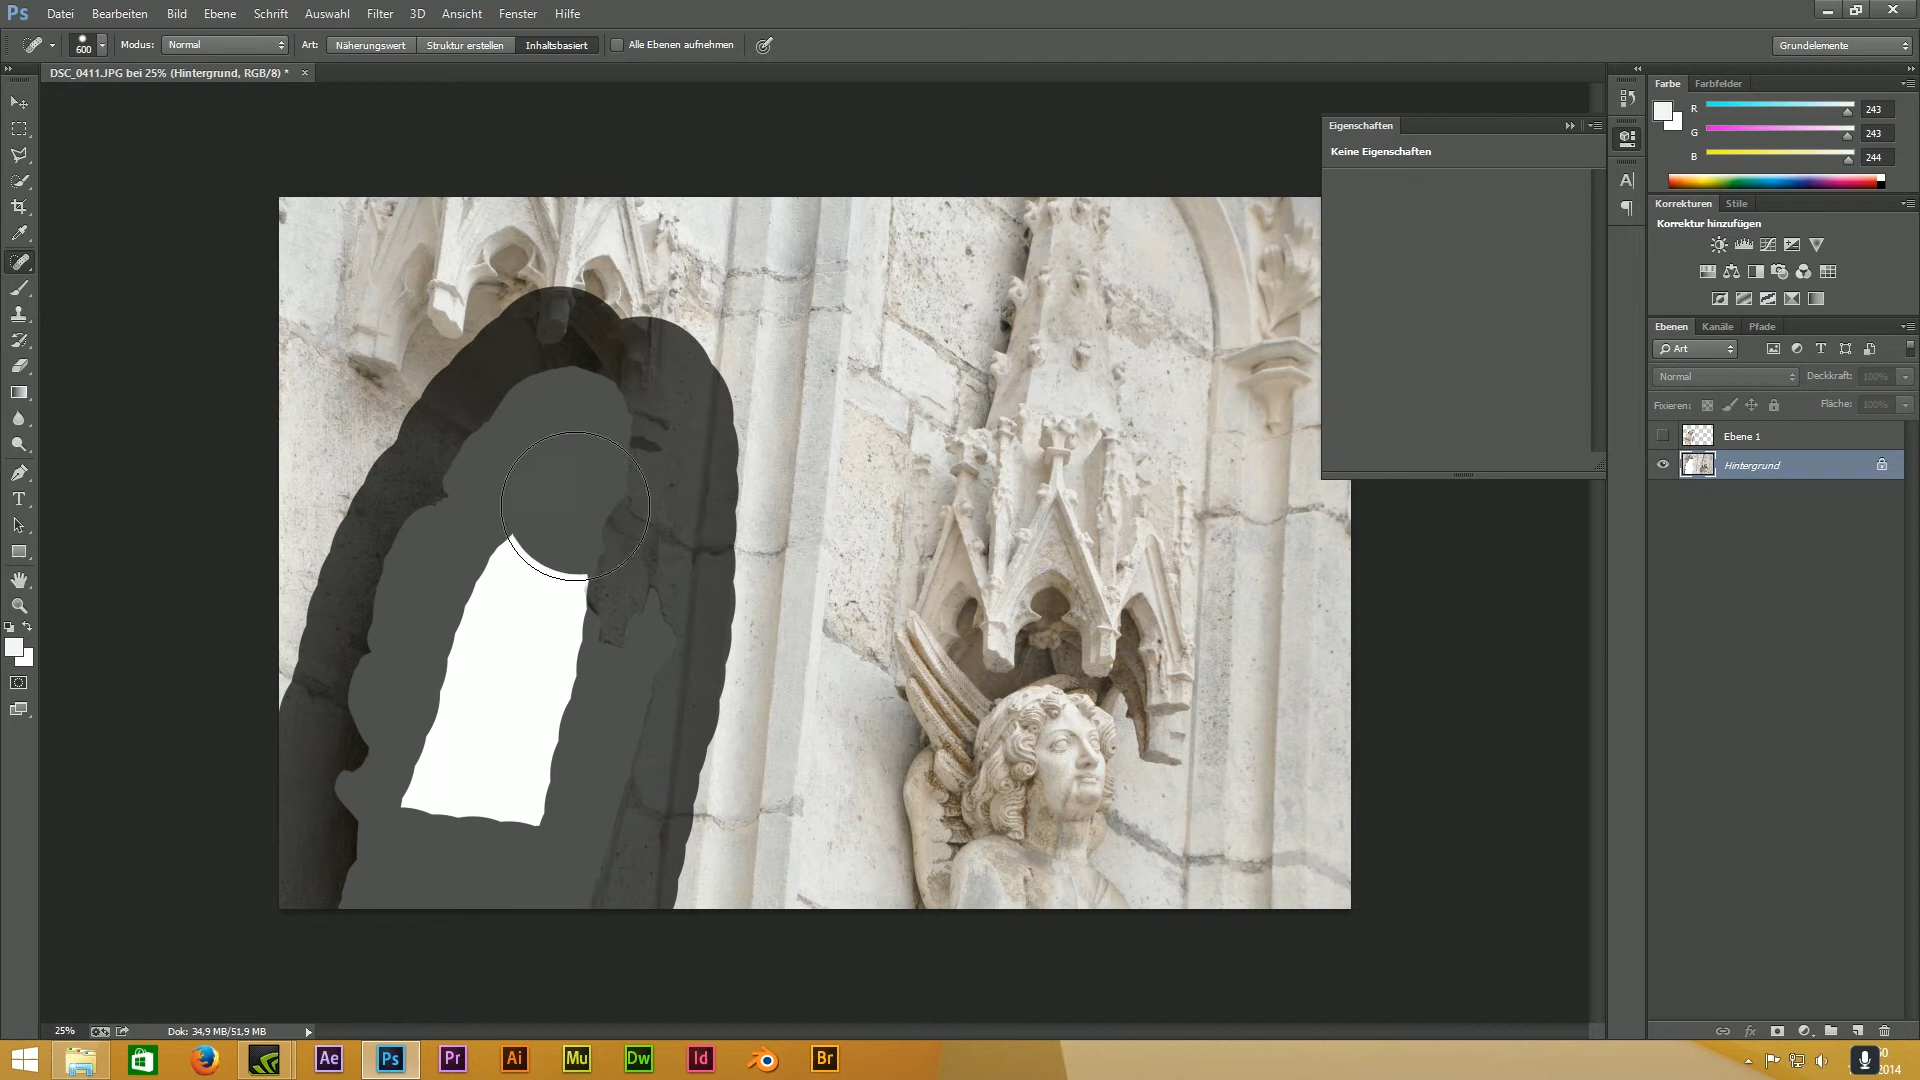 Ps Datei Bearbeiten Bild Ebene Schrift Auswahl Filter 3D Ansicht Fenster Hilfe
600 Modus: Normal Art: Näherungswert Struktur erstellen Inhaltsbasiert Alle Ebenen aufnehmen Grundelemente
DSC_0411.JPG bei 25% (Hintergrund, RGB/8) *
Farbe Farbfelder
R 243
G 243
B 244
Eigenschaften
Keine Eigenschaften
Korrekturen Stile
Korrektur hinzufügen
Ebenen Kanäle Pfade
Art
Normal Deckkraft: 100%
Fixieren: Fläche: 100%
Ebene 1
Hintergrund
25% Dok: 34,9 MB/51,9 MB
Ae Ps Pr Ai Mu Dw Id Br
2014